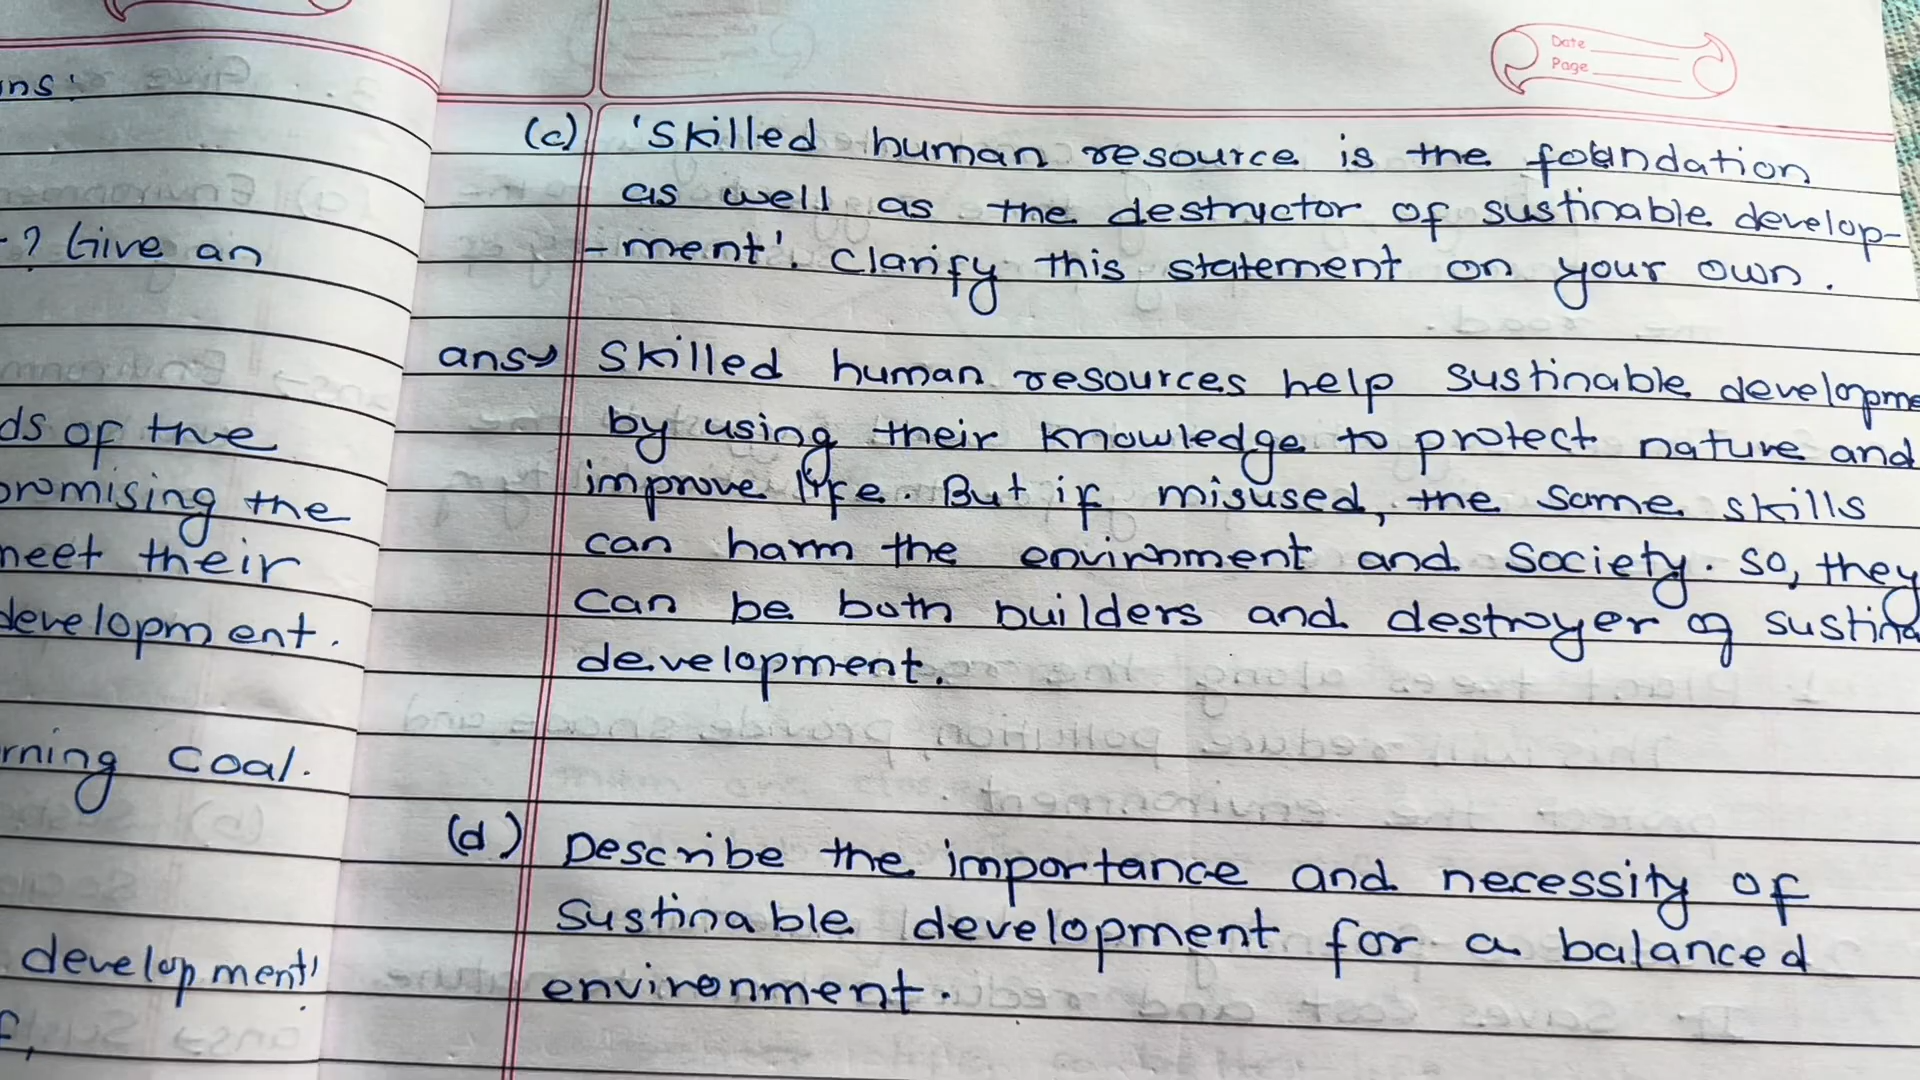 ns:
? Give an
ds of the
promising the
meet their
development.
rning coal.
development'
Date
Page
(c) 'Skilled human resource is the foundation
as well as the destructor of sustinable develop-
-ment'. Clarify this statement on your own.
ans→ Skilled human resources help sustinable developme
by using their knowledge to protect nature and
improve life. But if misused, the same skills
can harm the envirnment and society. so, they
can be both builders and destroyer of sustina
development.
(d) Describe the importance and necessity of
sustinable development for a balanced
environment.